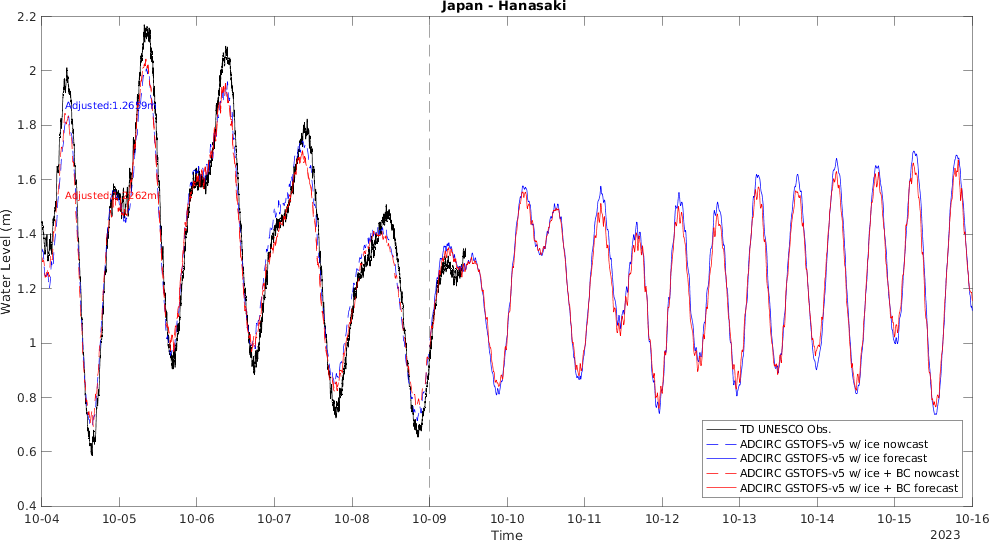 Japan - Hanasaki
2.2
2
1.8
1.6
1.4
1.2
1
0.8
0.6
0.4
Water Level (m)
Adjusted:1.2659m
10-04
10-05
10-06
10-07
10-08
10-09
10-10
10-11
10-12
10-13
10-14
10-15
10-16
Time
2023
TD UNESCO Obs.
ADCIRC GSTOFS-v5 w/ ice nowcast
ADCIRC GSTOFS-v5 w/ ice forecast
ADCIRC GSTOFS-v5 w/ ice + BC nowcast
ADCIRC GSTOFS-v5 w/ ice + BC forecast